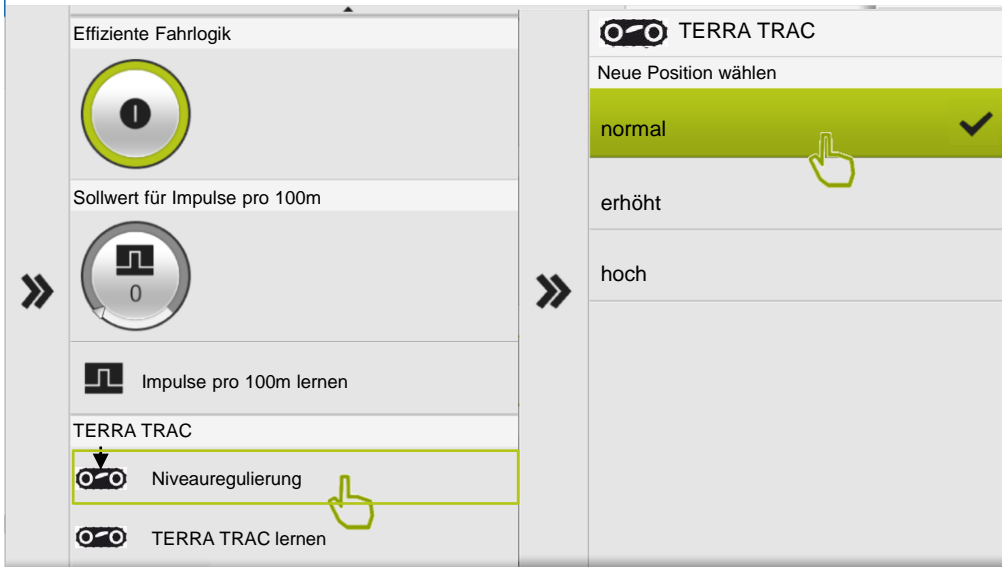 Effiziente Fahrlogik
Sollwert für Impulse pro 100m
0
Impulse pro 100m lernen
TERRA TRAC
Niveauregulierung
TERRA TRAC lernen
TERRA TRAC
Neue Position wählen
normal
erhöht
hoch